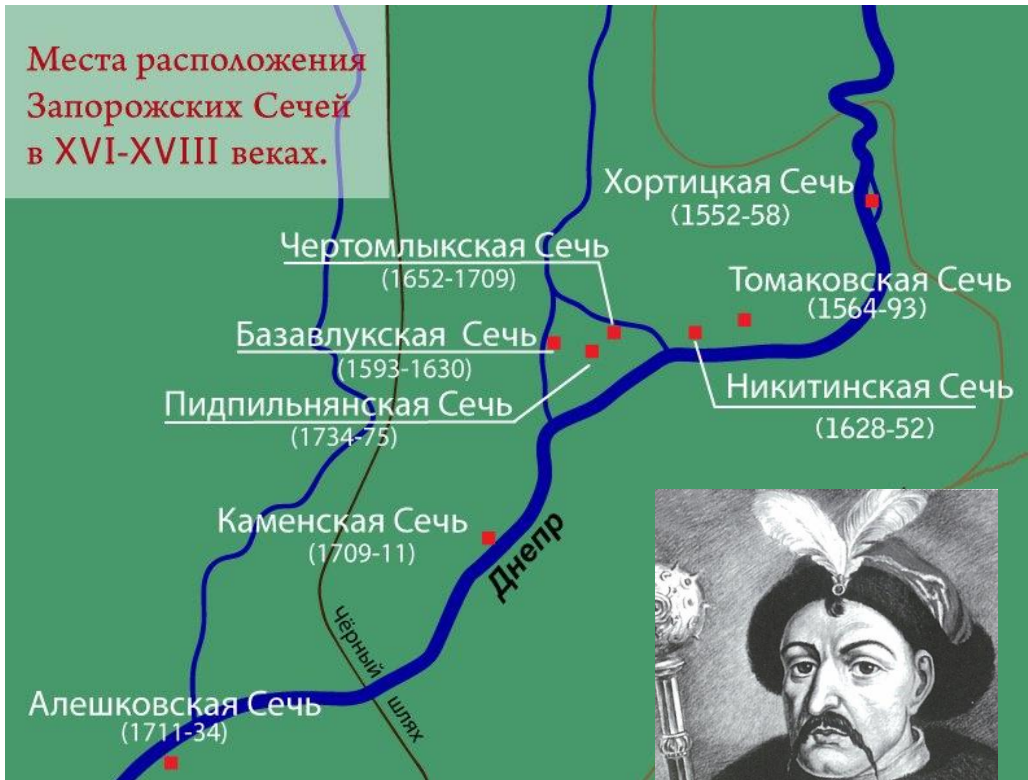 Места расположения
Запорожских Сечей
в XVI-XVIII веках.
Хортицкая Сечь
(1552-58)
Чертомлыкская Сечь
(1652-1709)
Томаковская Сечь
(1564-93)
Базавлукская Сечь
(1593-1630)
Никитинская Сечь
(1628-52)
Пидпильнянская Сечь
(1734-75)
Каменская Сечь
(1709-11)
Днепр
Чёрный шлях
Алешковская Сечь
(1711-34)